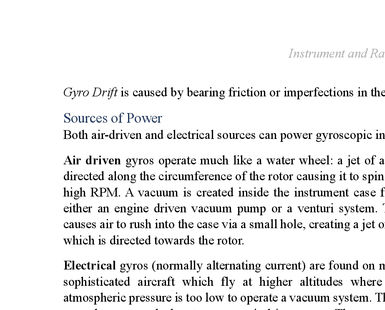 Instrument and Ra
Gyro Drift is caused by bearing friction or imperfections in the
Sources of Power
Both air-driven and electrical sources can power gyroscopic in
Air driven gyros operate much like a water wheel: a jet of a
directed along the circumference of the rotor causing it to spin
high RPM. A vacuum is created inside the instrument case f
either an engine driven vacuum pump or a venturi system. T
causes air to rush into the case via a small hole, creating a jet o
which is directed towards the rotor.
Electrical gyros (normally alternating current) are found on m
sophisticated aircraft which fly at higher altitudes where
atmospheric pressure is too low to operate a vacuum system. Th